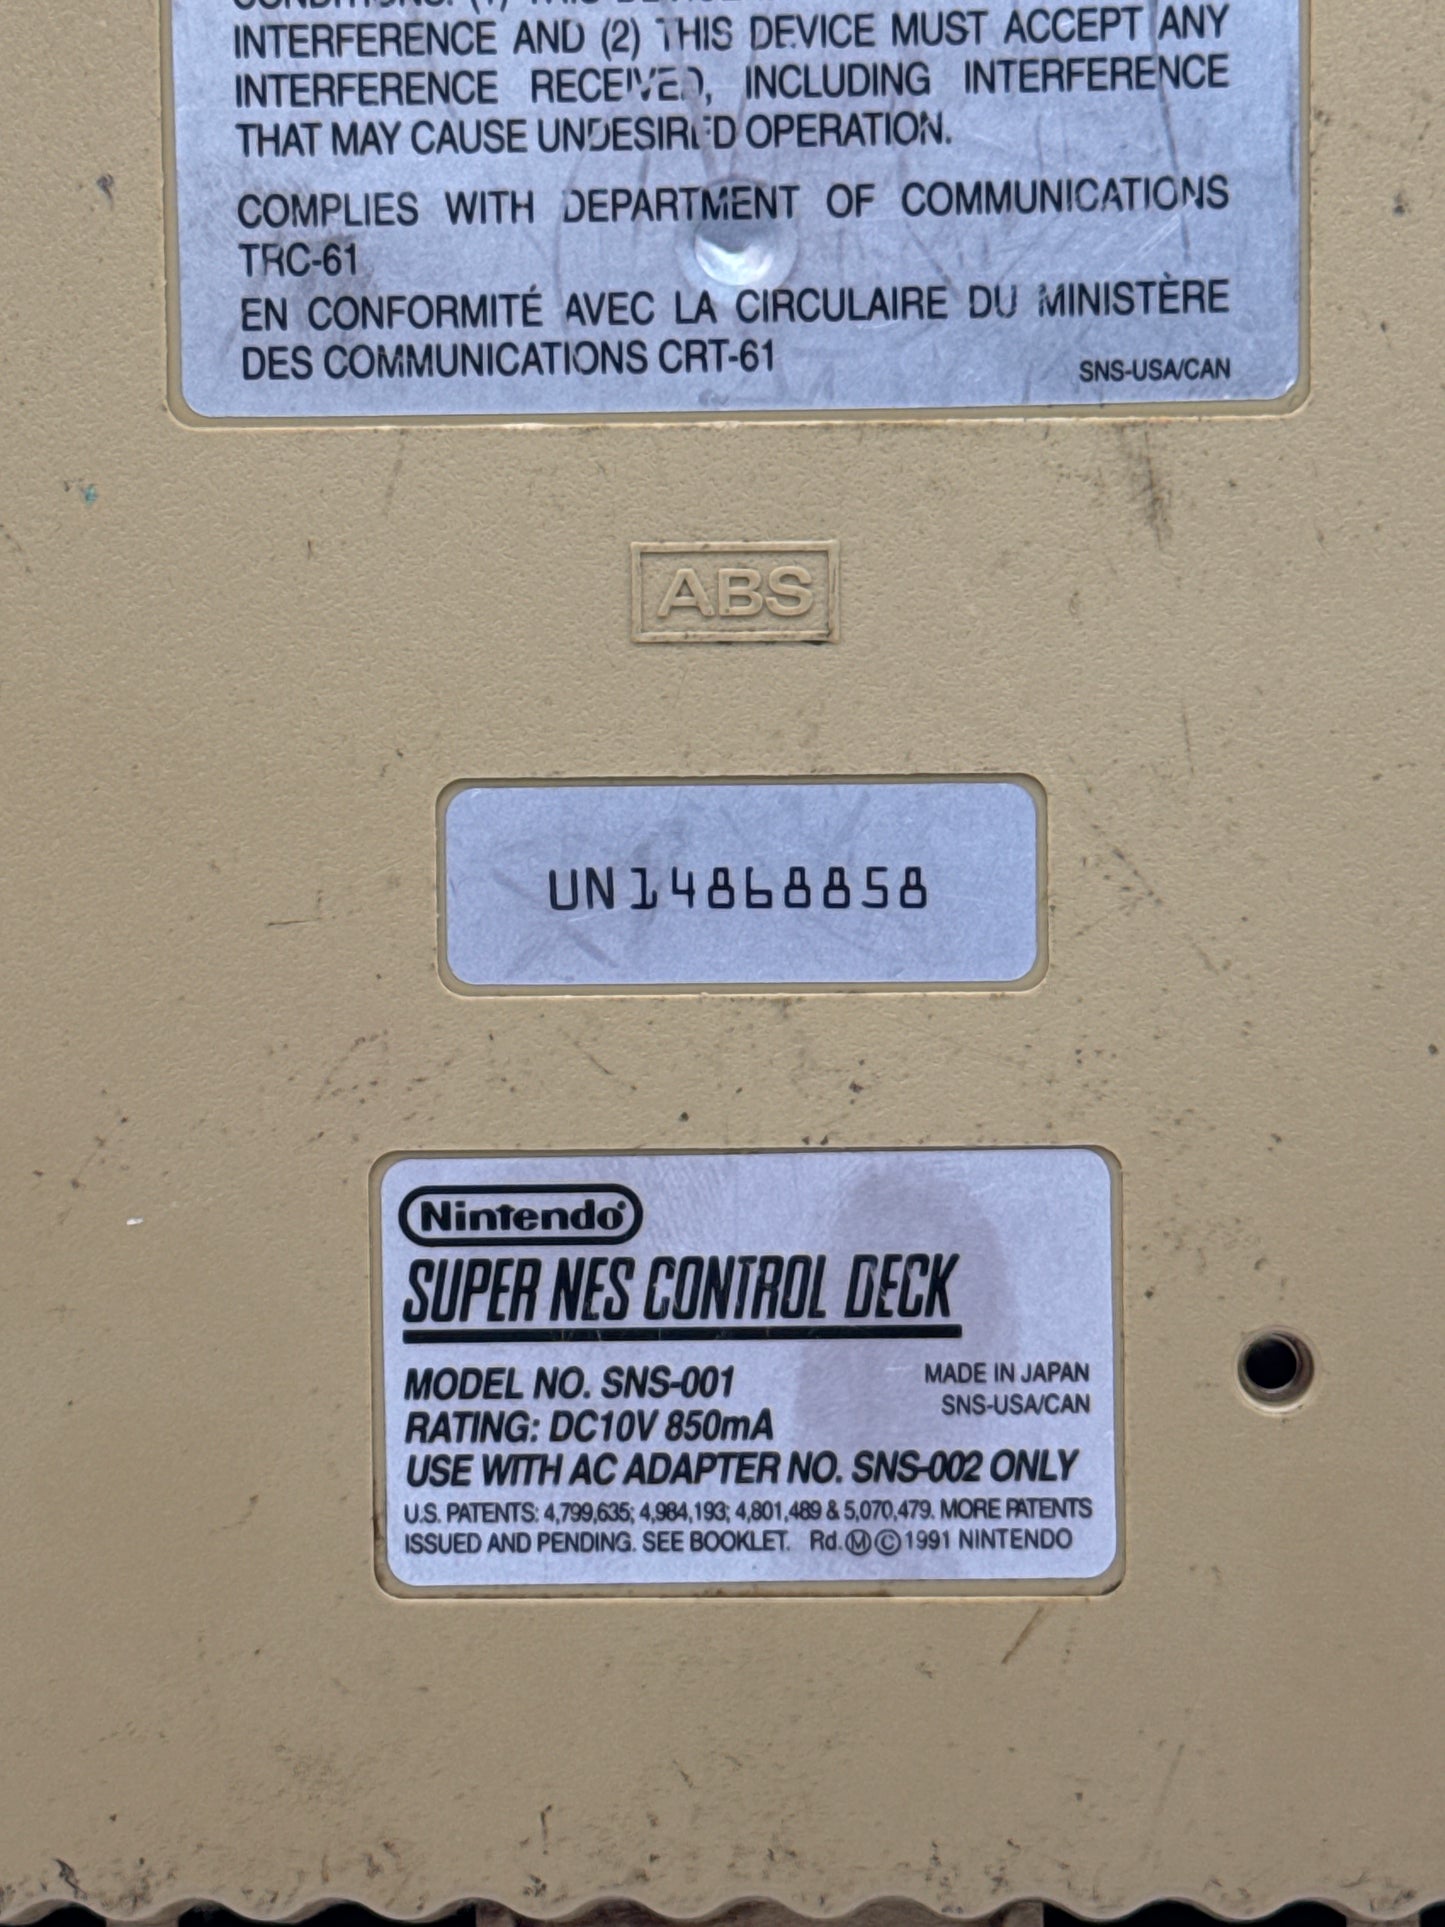 INTERFERENCE AND (2) THIS DEVICE MUST ACCEPT ANY
INTERFERENCE RECEIVED, INCLUDING INTERFERENCE
THAT MAY CAUSE UNDESIRED OPERATION.
COMPLIES WITH DEPARTMENT OF COMMUNICATIONS
TRC-61
EN CONFORMITÉ AVEC LA CIRCULAIRE DU MINISTÈRE
DES COMMUNICATIONS CRT-61
SNS-USA/CAN
ABS
UN14868858
Nintendo®
SUPER NES CONTROL DECK
MODEL NO. SNS-001
MADE IN JAPAN
RATING: DC10V 850mA
SNS-USA/CAN
USE WITH AC ADAPTER NO. SNS-002 ONLY
U.S. PATENTS: 4,799,635; 4,984,193; 4,801,489 & 5,070,479. MORE PATENTS
ISSUED AND PENDING. SEE BOOKLET. Rd.Ⓜ©1991 NINTENDO